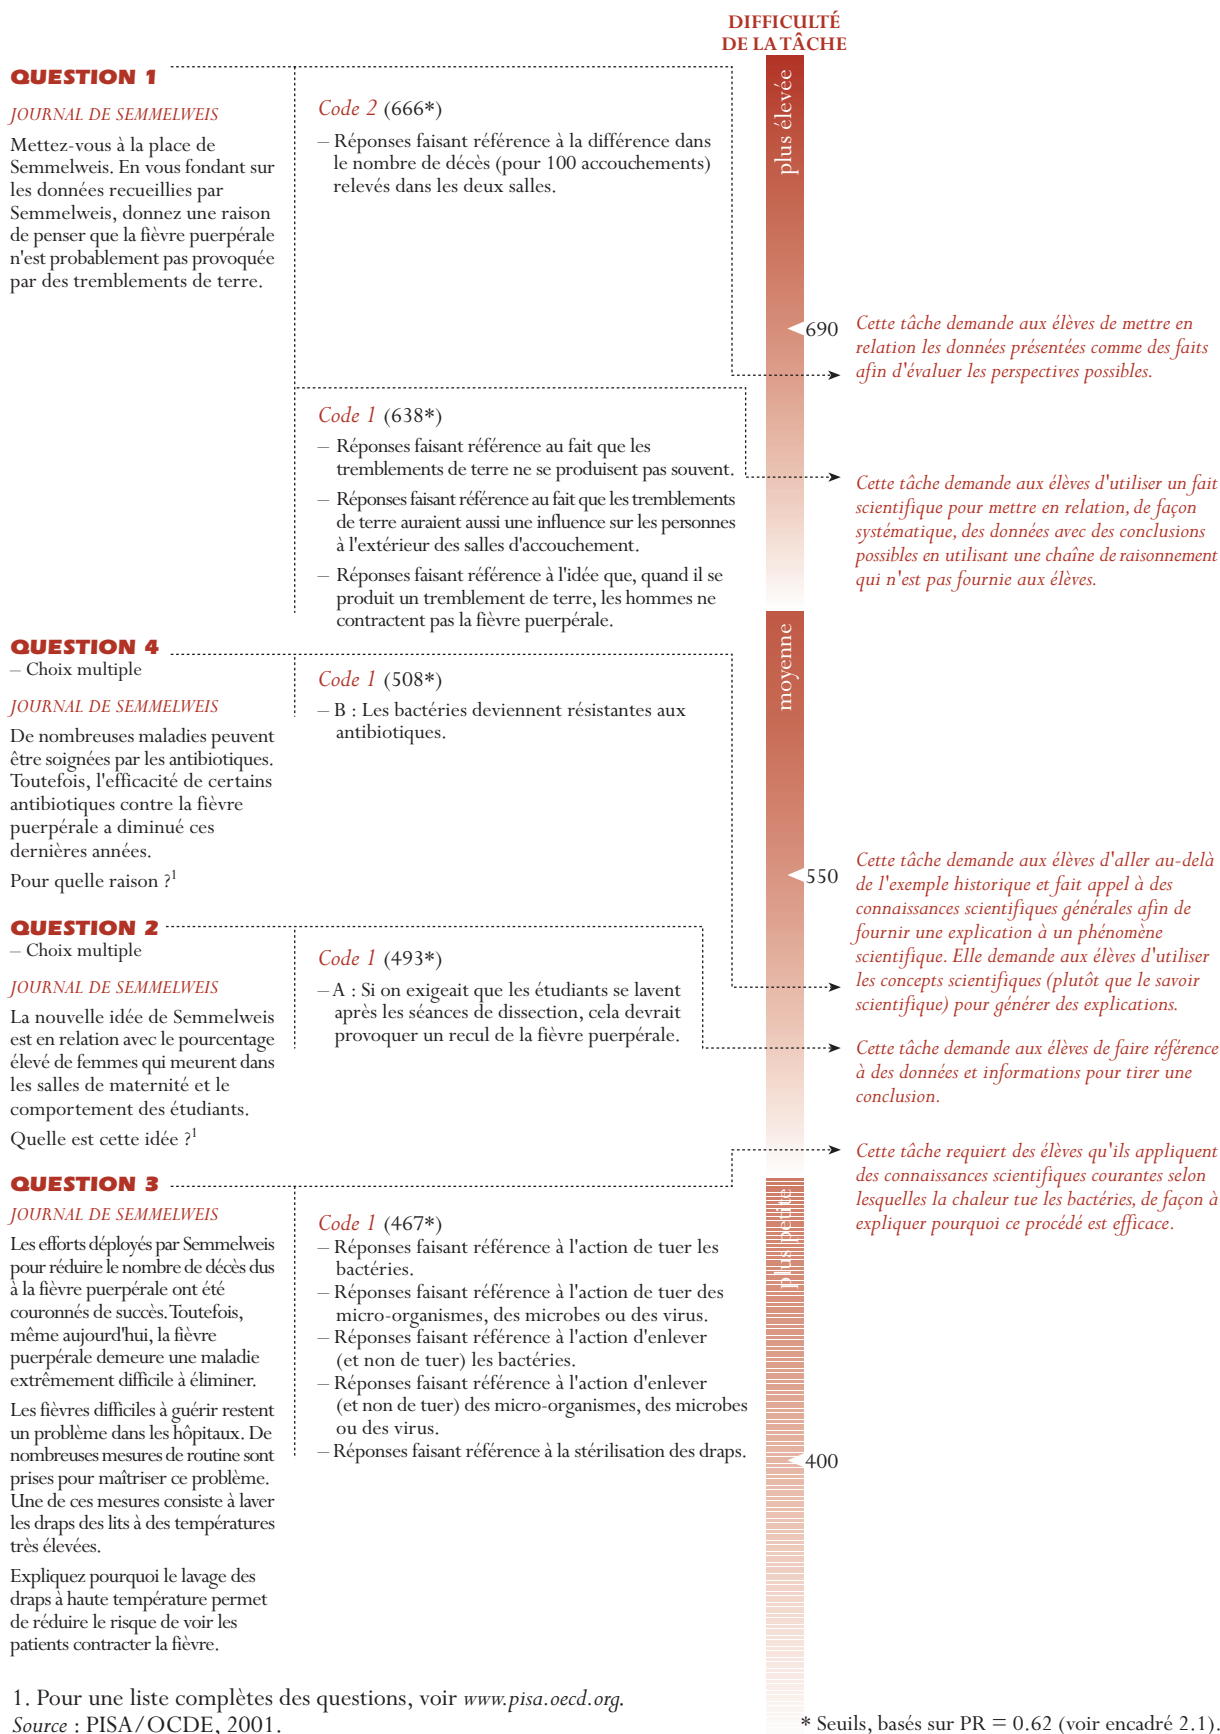 DIFFICULTÉ
DE LA TÂCHE
plus élevée
QUESTION 1
JOURNAL DE SEMMELWEIS
Mettez-vous à la place de
Semmelweis. En vous fondant sur
les données recueillies par
Semmelweis, donnez une raison
de penser que la fièvre puerpérale
n'est probablement pas provoquée
par des tremblements de terre.
Code 2 (666*)
– Réponses faisant référence à la différence dans
le nombre de décès (pour 100 accouchements)
relevés dans les deux salles.
690
Cette tâche demande aux élèves de mettre en
relation les données présentées comme des faits
afin d'évaluer les perspectives possibles.
Code 1 (638*)
– Réponses faisant référence au fait que les
tremblements de terre ne se produisent pas souvent.
– Réponses faisant référence au fait que les tremblements
de terre auraient aussi une influence sur les personnes
à l'extérieur des salles d'accouchement.
– Réponses faisant référence à l'idée que, quand il se
produit un tremblement de terre, les hommes ne
contractent pas la fièvre puerpérale.
Cette tâche demande aux élèves d'utiliser un fait
scientifique pour mettre en relation, de façon
systématique, des données avec des conclusions
possibles en utilisant une chaîne de raisonnement
qui n'est pas fournie aux élèves.
moyenne
QUESTION 4
– Choix multiple
JOURNAL DE SEMMELWEIS
De nombreuses maladies peuvent
être soignées par les antibiotiques.
Toutefois, l'efficacité de certains
antibiotiques contre la fièvre
puerpérale a diminué ces
dernières années.
Pour quelle raison ?1
Code 1 (508*)
– B : Les bactéries deviennent résistantes aux
antibiotiques.
550
Cette tâche demande aux élèves d'aller au-delà
de l'exemple historique et fait appel à des
connaissances scientifiques générales afin de
fournir une explication à un phénomène
scientifique. Elle demande aux élèves d'utiliser
les concepts scientifiques (plutôt que le savoir
scientifique) pour générer des explications.
QUESTION 2
– Choix multiple
JOURNAL DE SEMMELWEIS
La nouvelle idée de Semmelweis
est en relation avec le pourcentage
élevé de femmes qui meurent dans
les salles de maternité et le
comportement des étudiants.
Quelle est cette idée ?1
Code 1 (493*)
– A : Si on exigeait que les étudiants se lavent
après les séances de dissection, cela devrait
provoquer un recul de la fièvre puerpérale.
Cette tâche demande aux élèves de faire référence
à des données et informations pour tirer une
conclusion.
plus petite
QUESTION 3
JOURNAL DE SEMMELWEIS
Les efforts déployés par Semmelweis
pour réduire le nombre de décès dus
à la fièvre puerpérale ont été
couronnés de succès. Toutefois,
même aujourd'hui, la fièvre
puerpérale demeure une maladie
extrêmement difficile à éliminer.
Les fièvres difficiles à guérir restent
un problème dans les hôpitaux. De
nombreuses mesures de routine sont
prises pour maîtriser ce problème.
Une de ces mesures consiste à laver
les draps des lits à des températures
très élevées.
Expliquez pourquoi le lavage des
draps à haute température permet
de réduire le risque de voir les
patients contracter la fièvre.
Code 1 (467*)
– Réponses faisant référence à l'action de tuer les
bactéries.
– Réponses faisant référence à l'action de tuer des
micro-organismes, des microbes ou des virus.
– Réponses faisant référence à l'action d'enlever
(et non de tuer) les bactéries.
– Réponses faisant référence à l'action d'enlever
(et non de tuer) des micro-organismes, des microbes
ou des virus.
– Réponses faisant référence à la stérilisation des draps.
Cette tâche requiert des élèves qu'ils appliquent
des connaissances scientifiques courantes selon
lesquelles la chaleur tue les bactéries, de façon à
expliquer pourquoi ce procédé est efficace.
400
1. Pour une liste complètes des questions, voir www.pisa.oecd.org.
Source : PISA/OCDE, 2001.
* Seuils, basés sur PR = 0.62 (voir encadré 2.1).